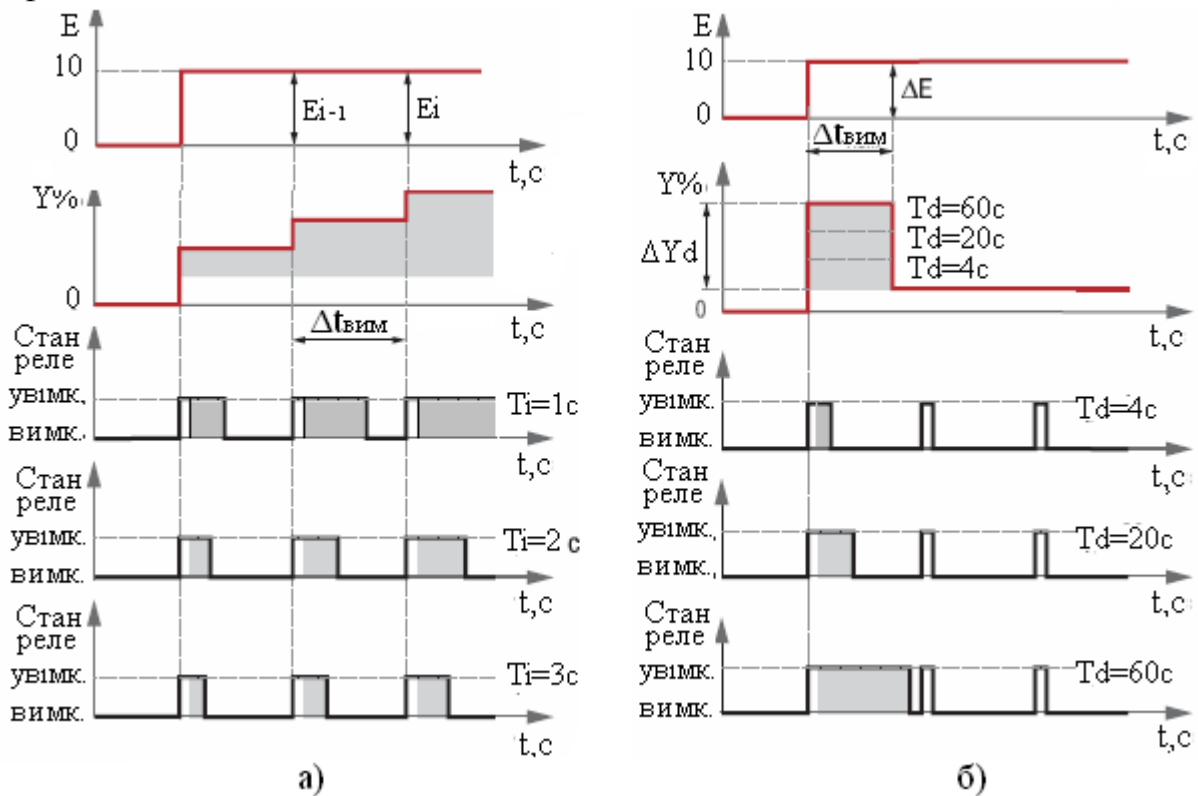 E
10
0
Ei-1
Ei
t,c
Y%
0
Δtвим
t,c
Стан
реле
увімк.
вимк.
Ti=1c
t,c
Стан
реле
увімк.
вимк.
Ti=2 c
t,c
Стан
реле
увімк.
вимк.
Ti=3c
t,c
а)
E
10
0
ΔE
Δtвим
t,c
Y%
ΔYd
0
Td=60c
Td=20c
Td=4c
t,c
Стан
реле
увімк.
вимк.
Td=4c
t,c
Стан
реле
увімк.
вимк.
Td=20c
t,c
Стан
реле
увімк.
вимк.
Td=60c
t,c
б)